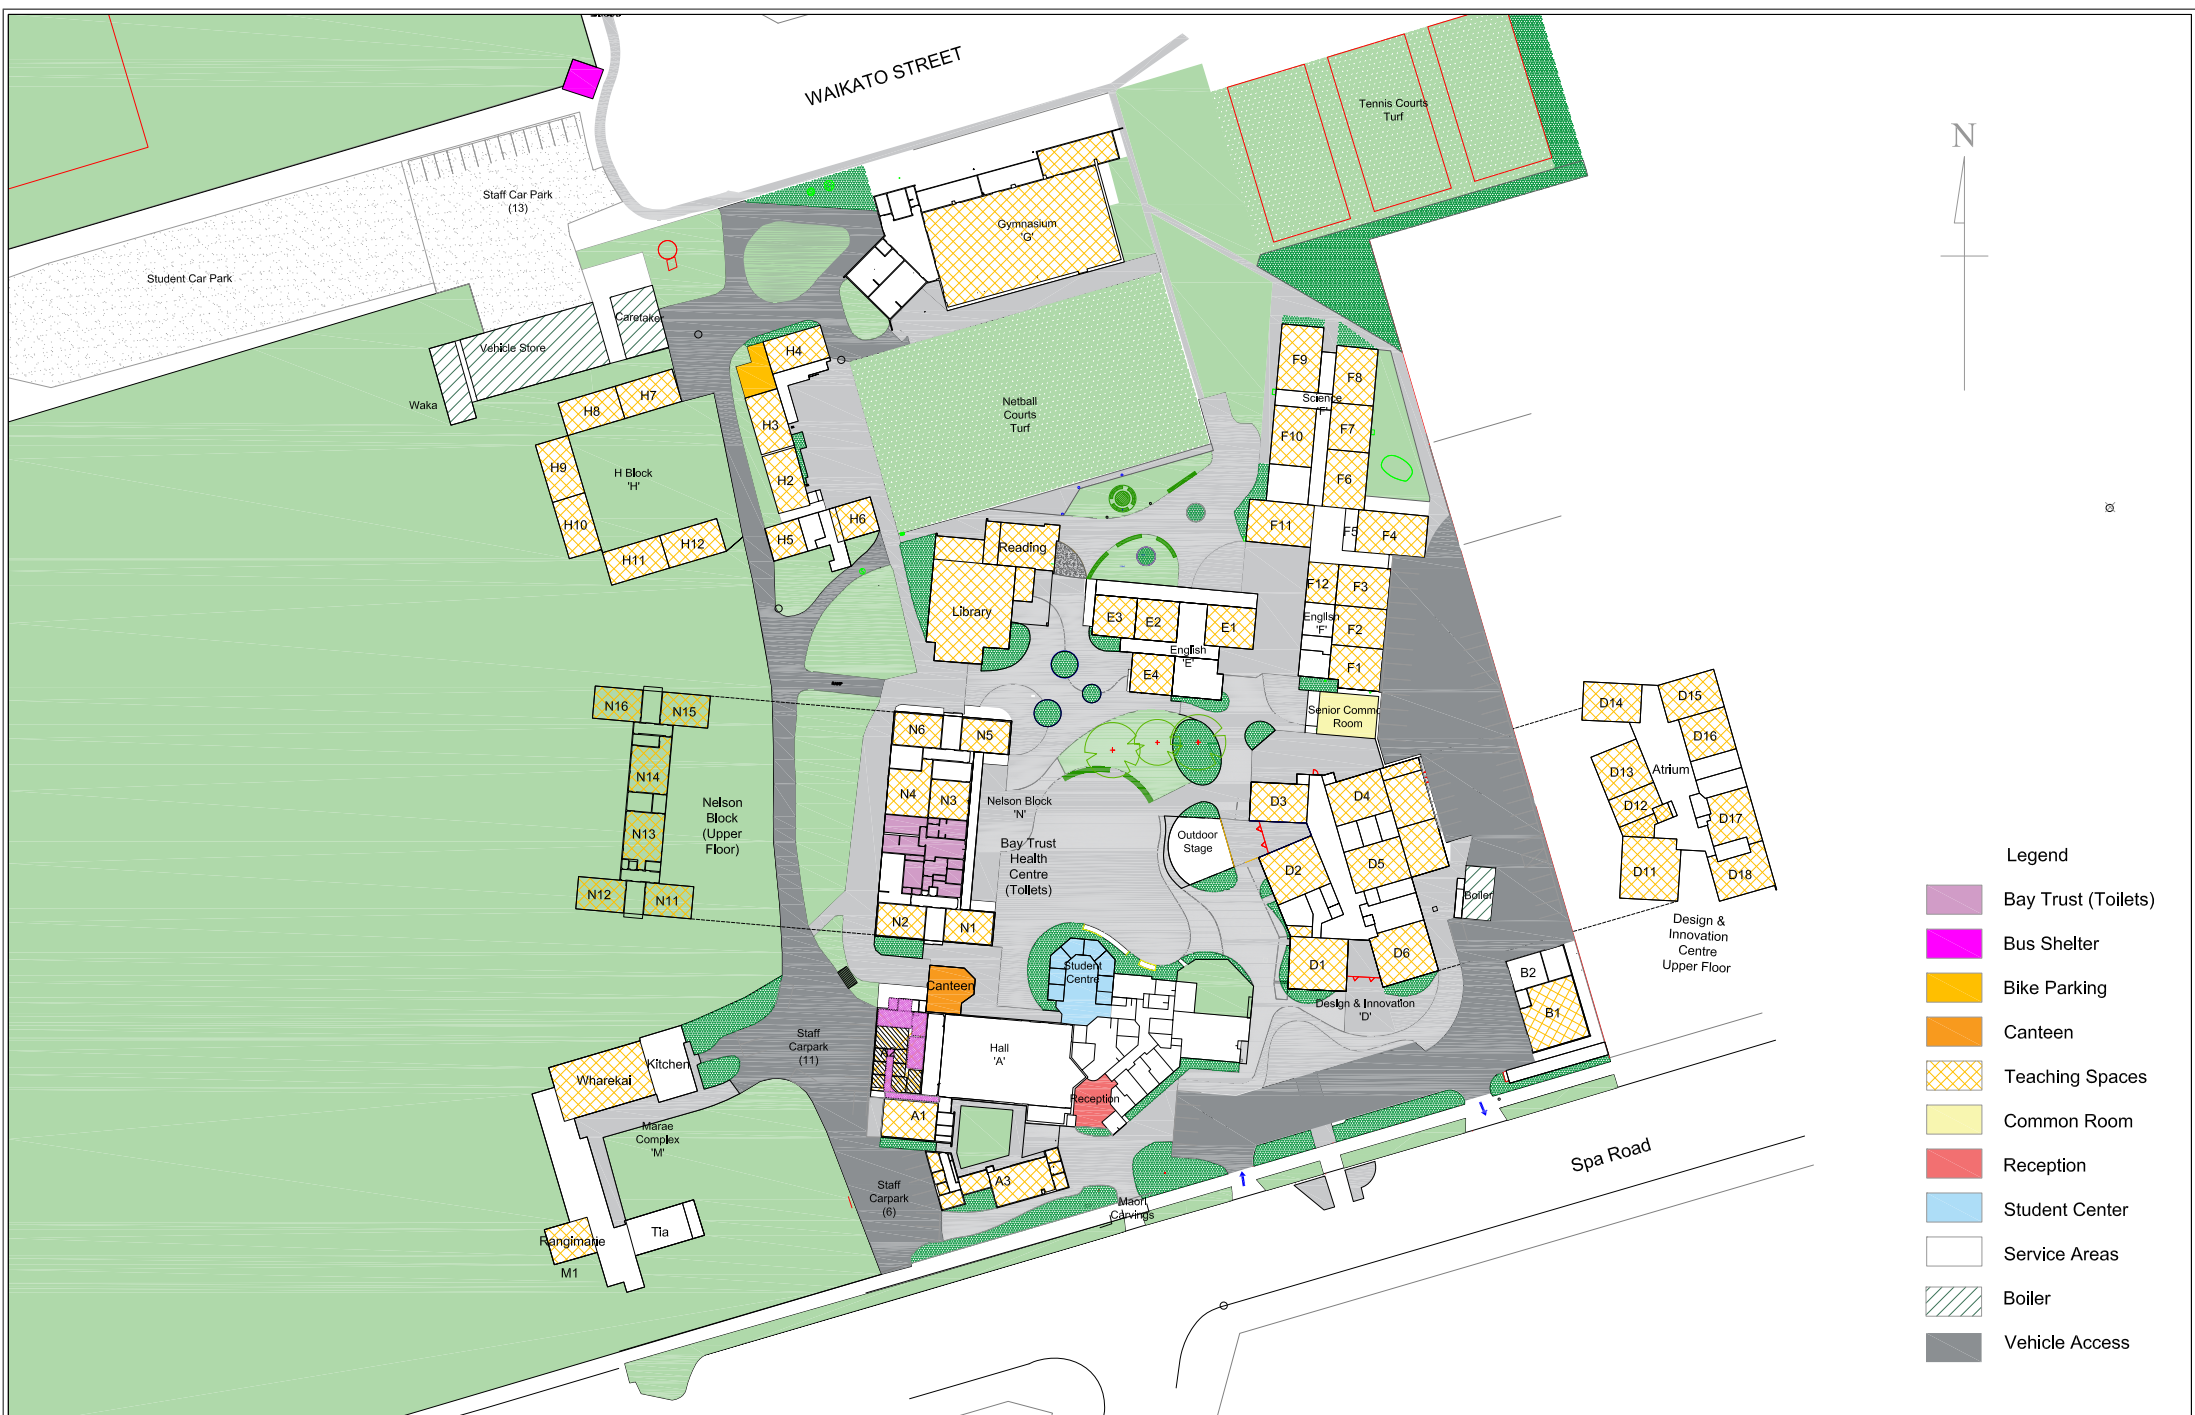 WAIKATO STREET
Tennis Courts
Turf
N
Staff Car Park
(13)
Student Car Park
Gymnasium
'G'
Caretaker
Vehicle Store
Waka
H4
H3
H2
H5
H6
H7
H8
H9
H10
H11
H12
H Block
'H'
Netball
Courts
Turf
F9
F8
Science
'F'
F10
F7
F6
F11
F5
F4
F12
F3
English
'F'
F2
F1
Senior Commo
Room
Reading
Library
E3
E2
E1
English
'E'
E4
N16
N15
N14
N13
N12
N11
Nelson
Block
(Upper
Floor)
N6
N5
N4
N3
N2
N1
Nelson Block
'N'
Bay Trust
Health
Centre
(Toilets)
Outdoor
Stage
D3
D4
D2
D5
D1
D6
Design & Innovation
'D'
Boiler
D14
D15
D16
D13
Atrium
D12
D17
D11
D18
Design &
Innovation
Centre
Upper Floor
B2
B1
Student
Centre
Canteen
Hall
'A'
A2
A1
A3
Reception
Staff
Carpark
(11)
Staff
Carpark
(6)
Kitchen
Wharekai
Marae
Complex
'M'
Tia
Rangimarie
M1
Maori
Carvings
Spa Road
Legend
Bay Trust (Toilets)
Bus Shelter
Bike Parking
Canteen
Teaching Spaces
Common Room
Reception
Student Center
Service Areas
Boiler
Vehicle Access